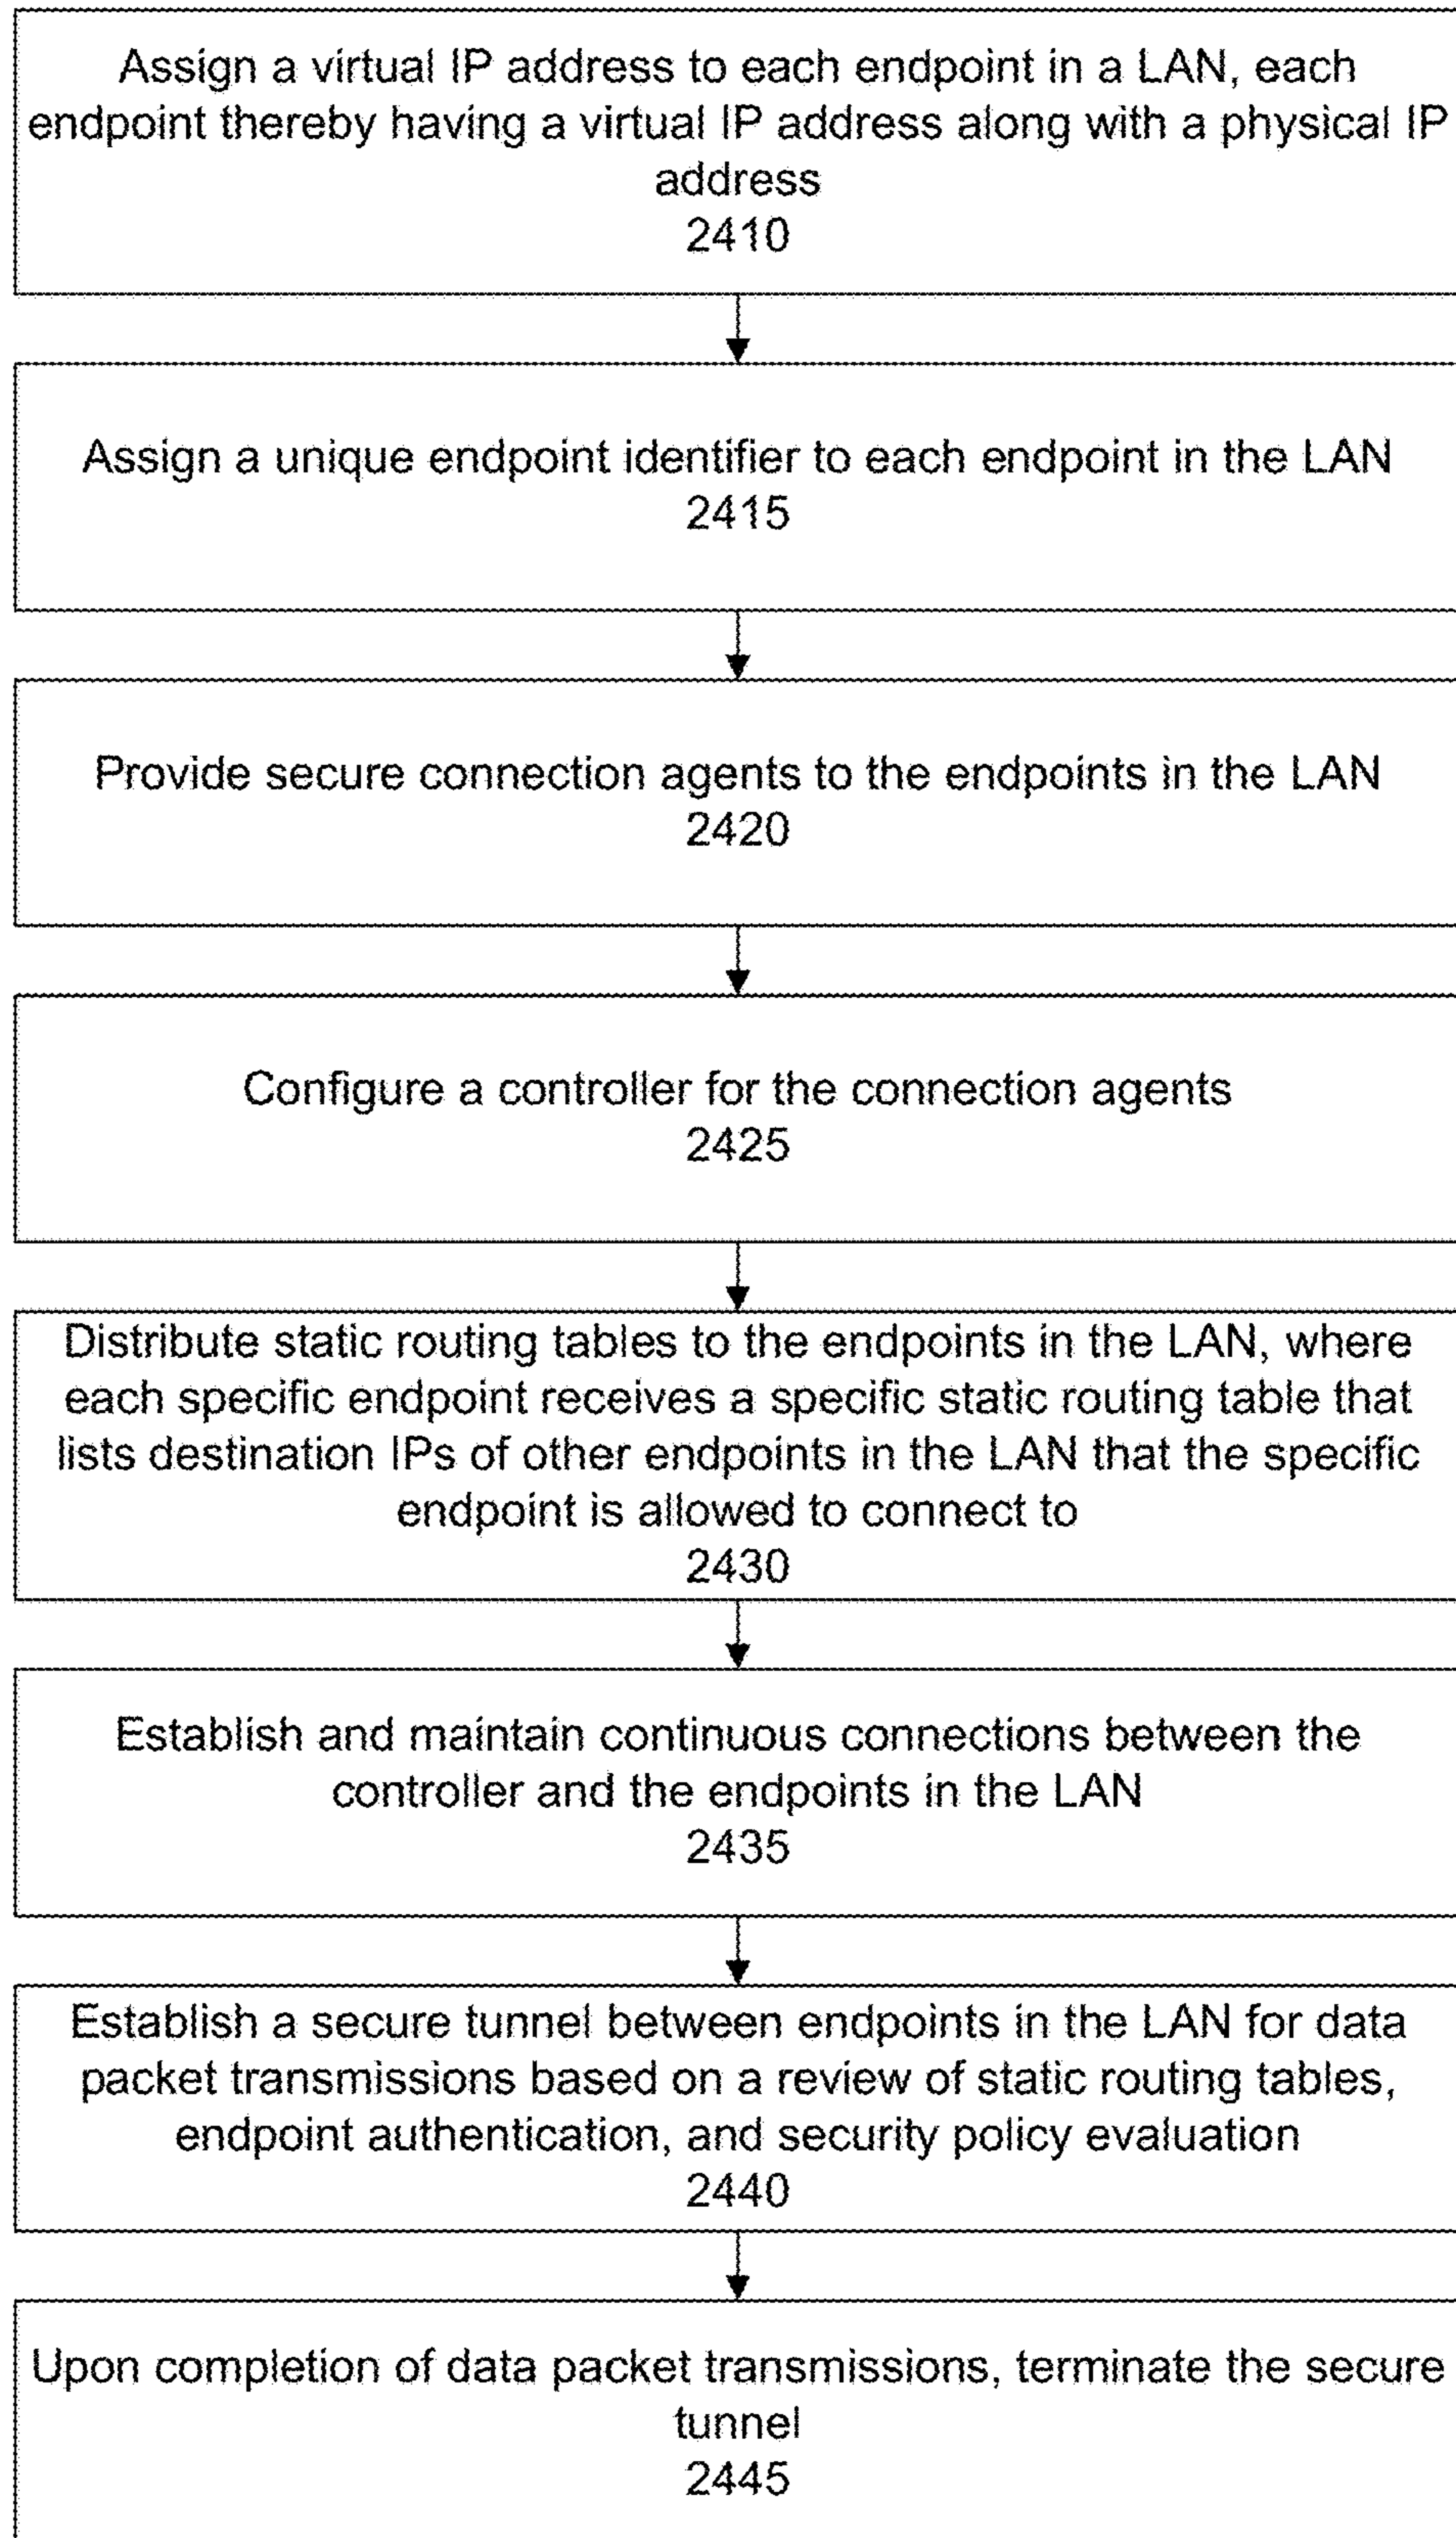 Assign a virtual IP address to each endpoint in a LAN, each
endpoint thereby having a virtual IP address along with a physical IP
address
2410
Assign a unique endpoint identifier to each endpoint in the LAN
2415
Provide secure connection agents to the endpoints in the LAN
2420
Configure a controller for the connection agents
2425
Distribute static routing tables to the endpoints in the LAN, where
each specific endpoint receives a specific static routing table that
lists destination IPs of other endpoints in the LAN that the specific
endpoint is allowed to connect to
2430
Establish and maintain continuous connections between the
controller and the endpoints in the LAN
2435
Establish a secure tunnel between endpoints in the LAN for data
packet transmissions based on a review of static routing tables,
endpoint authentication, and security policy evaluation
2440
Upon completion of data packet transmissions, terminate the secure
tunnel
2445